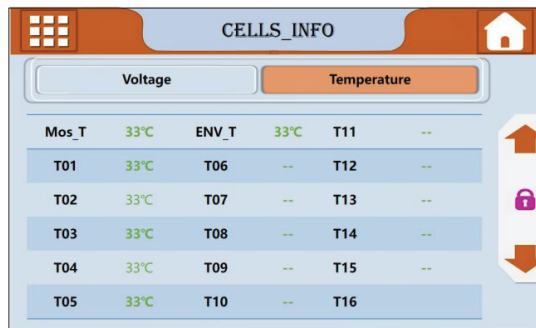 CELLS_INFO
Voltage Temperature
Mos_T 33℃ ENV_T 33℃ T11 --
T01 33℃ T06 -- T12 --
T02 33℃ T07 -- T13 --
T03 33℃ T08 -- T14 --
T04 33℃ T09 -- T15 --
T05 33℃ T10 -- T16